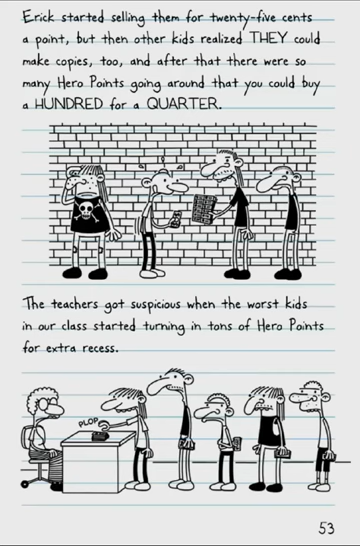 Erick started selling them for twenty-five cents
a point, but then other kids realized THEY could
make copies, too, and after that there were so
many Hero Points going around that you could buy
a HUNDRED for a QUARTER.
The teachers got suspicious when the worst kids
in our class started turning in tons of Hero Points
for extra recess.
PLOP
53